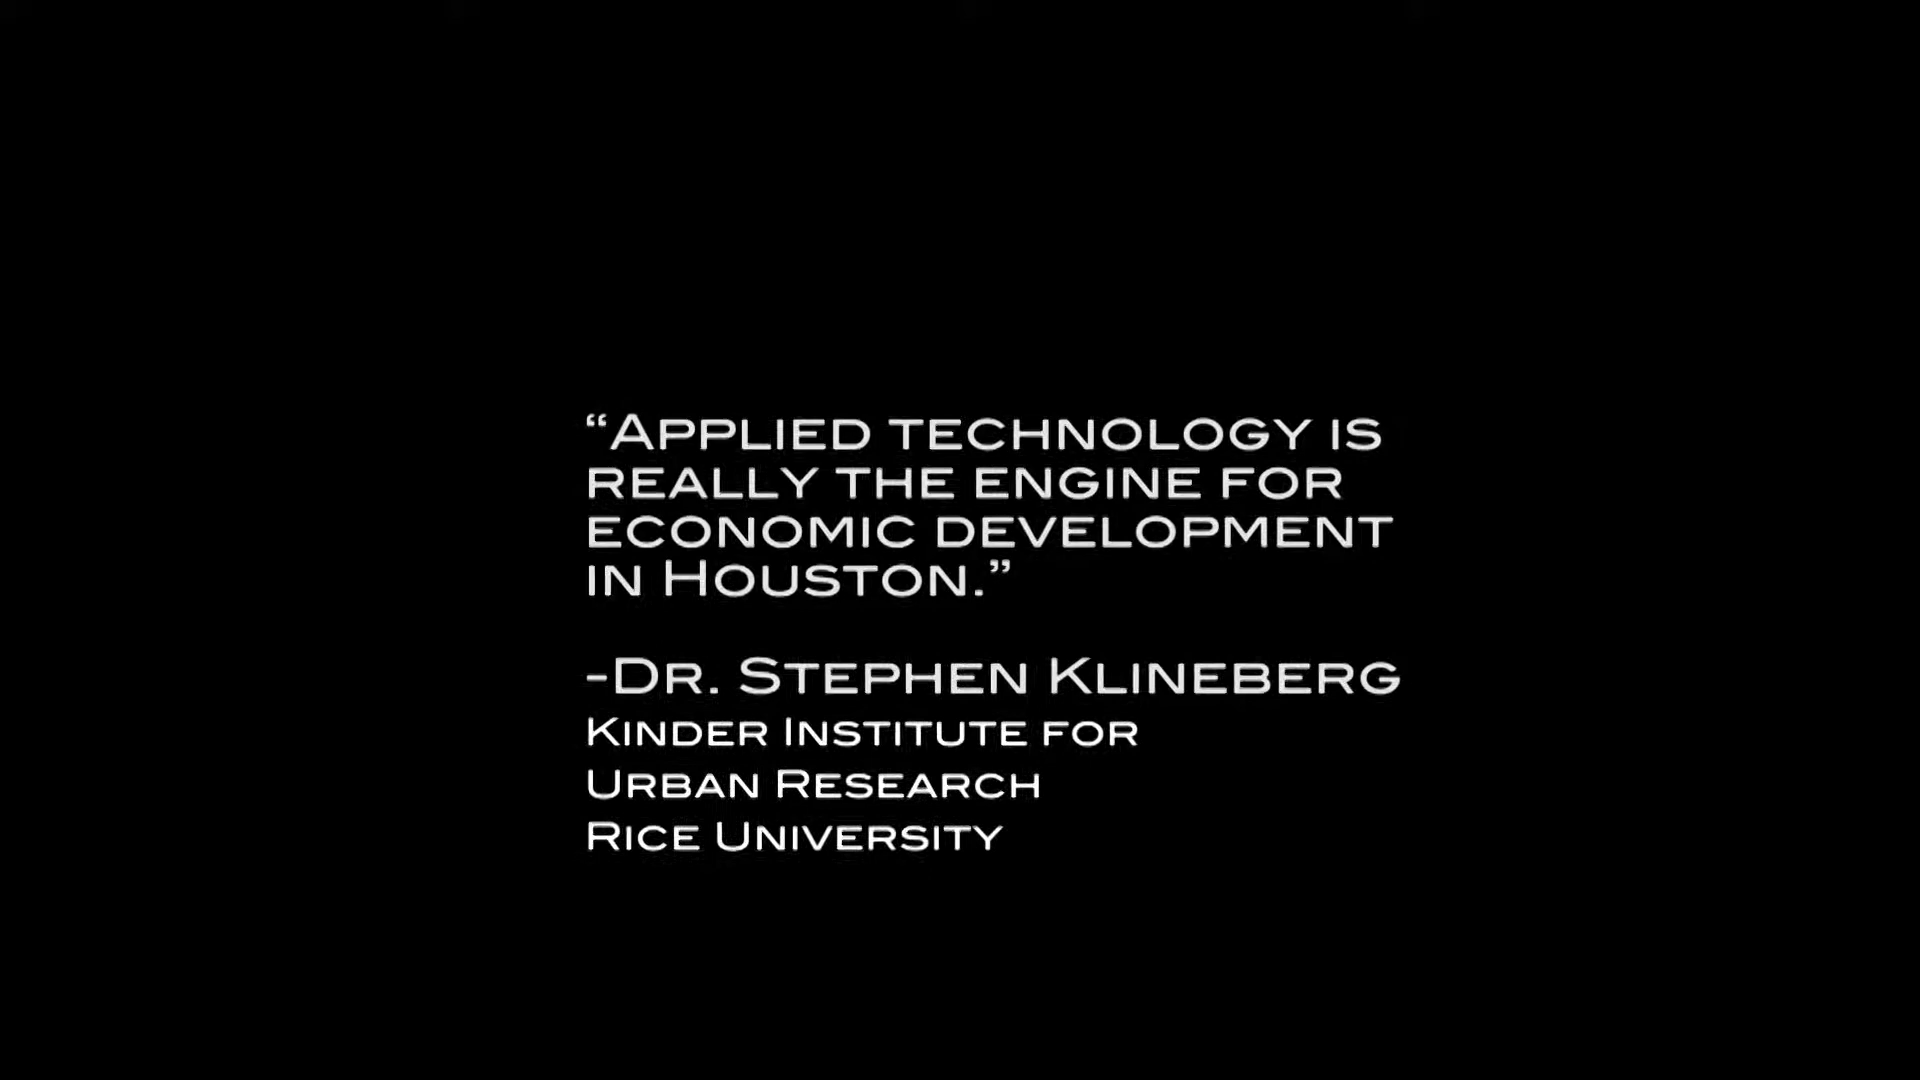 “Applied technology is
really the engine for
economic development
in Houston.”
-Dr. Stephen Klineberg
Kinder Institute for
Urban Research
Rice University